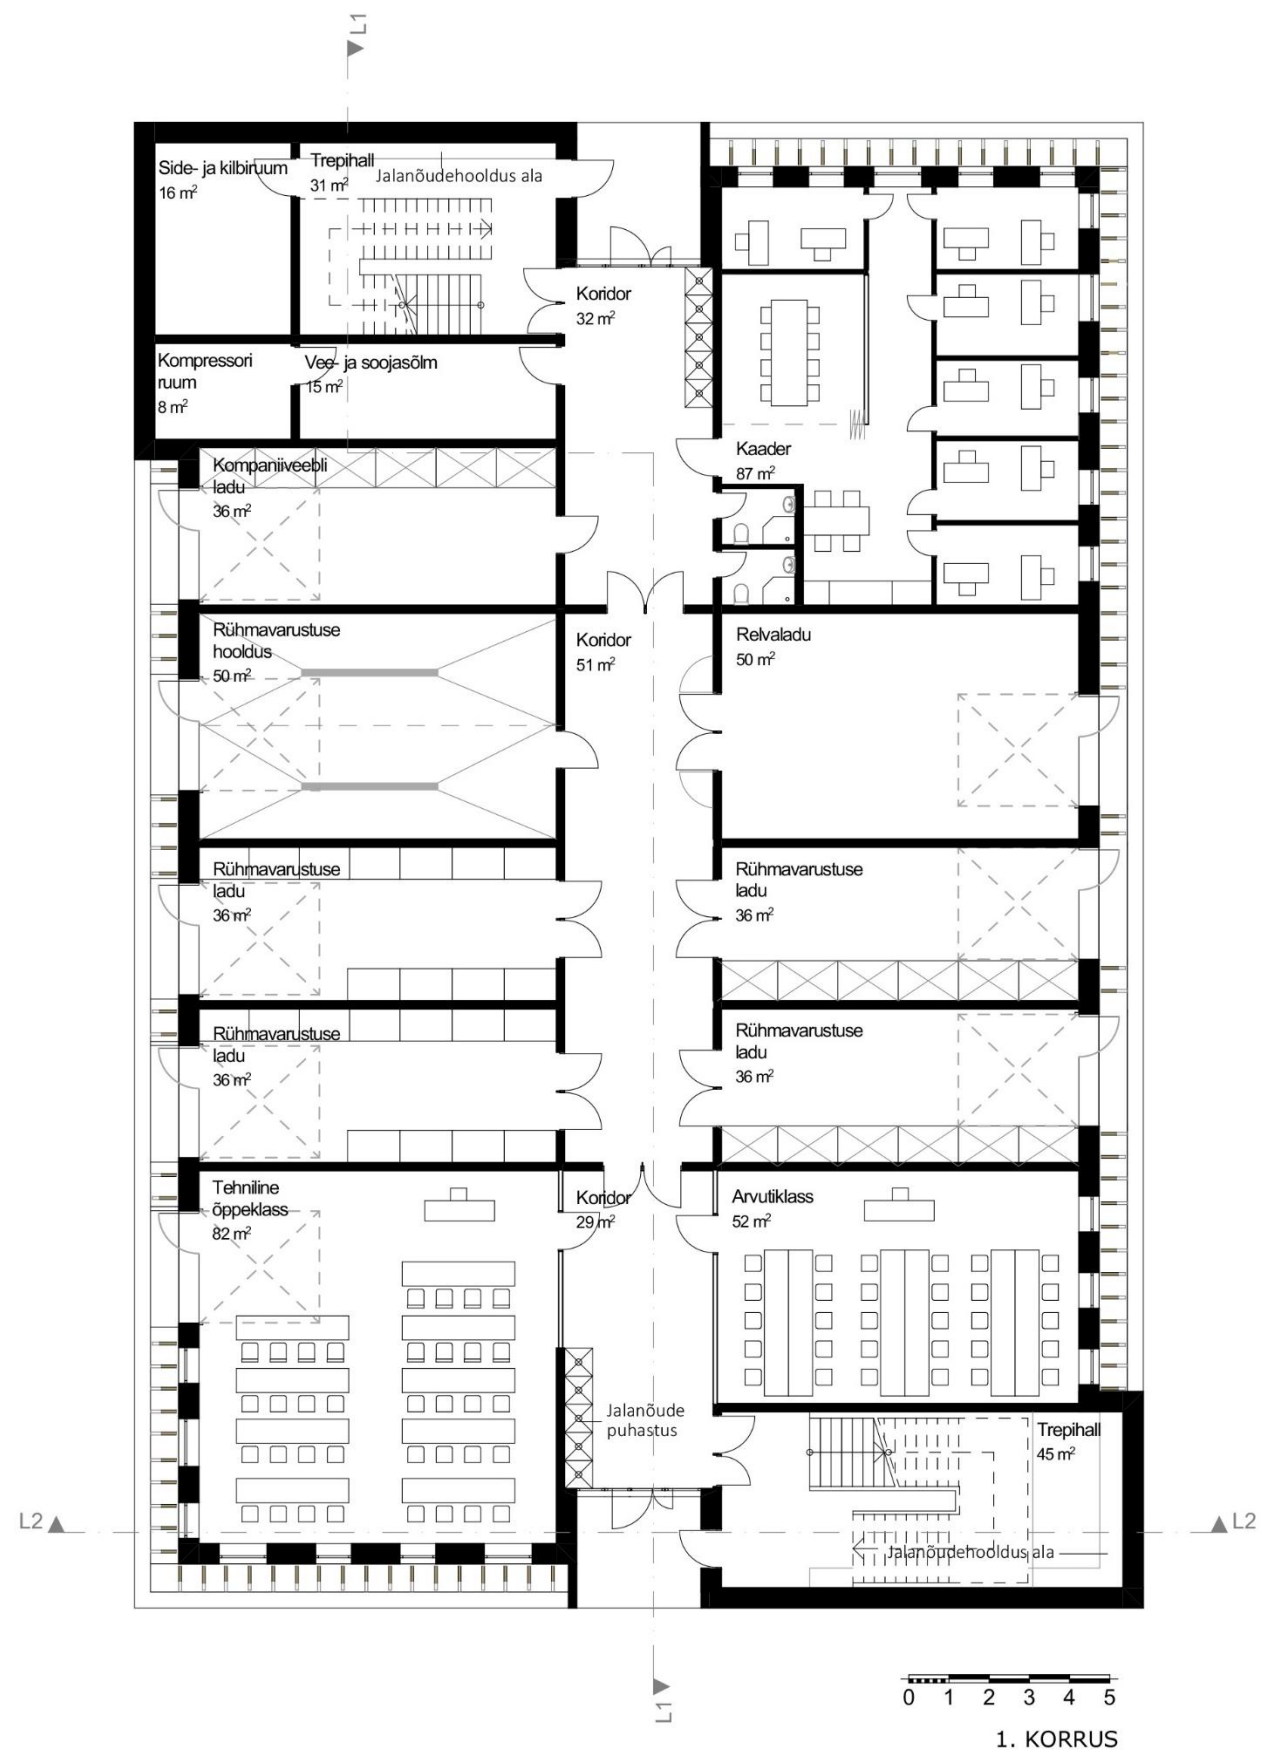 L1
Side- ja kilbiruum
16 m²
Trepihall
31 m²
Jalanõudehooldus ala
Koridor
32 m²
Kompressori
ruum
8 m²
Vee- ja soojasõlm
15 m²
Kaader
87 m²
Kompaniiveebli
ladu
36 m²
Rühmavarustuse
hooldus
50 m²
Koridor
51 m²
Relvaladu
50 m²
Rühmavarustuse
ladu
36 m²
Rühmavarustuse
ladu
36 m²
Rühmavarustuse
ladu
36 m²
Rühmavarustuse
ladu
36 m²
Tehniline
õppeklass
82 m²
Koridor
29 m²
Arvutiklass
52 m²
Jalanõude
puhastus
Trepihall
45 m²
Jalanõudehooldus ala
L2
L2
L1
0 1 2 3 4 5
1. KORRUS